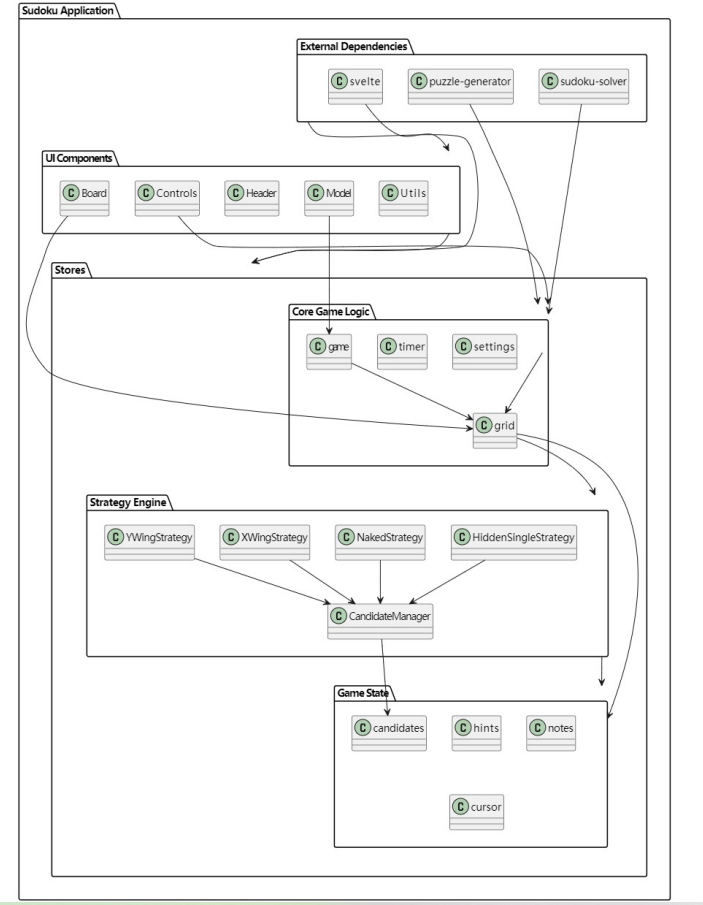 Sudoku Application
External Dependencies
C svelte
C puzzle-generator
C sudoku-solver
UI Components
C Board
C Controls
C Header
C Model
C Utils
Stores
Core Game Logic
C game
C timer
C settings
C grid
Strategy Engine
C YWingStrategy
C XWingStrategy
C NakedStrategy
C HiddenSingleStrategy
C CandidateManager
Game State
C candidates
C hints
C notes
C cursor